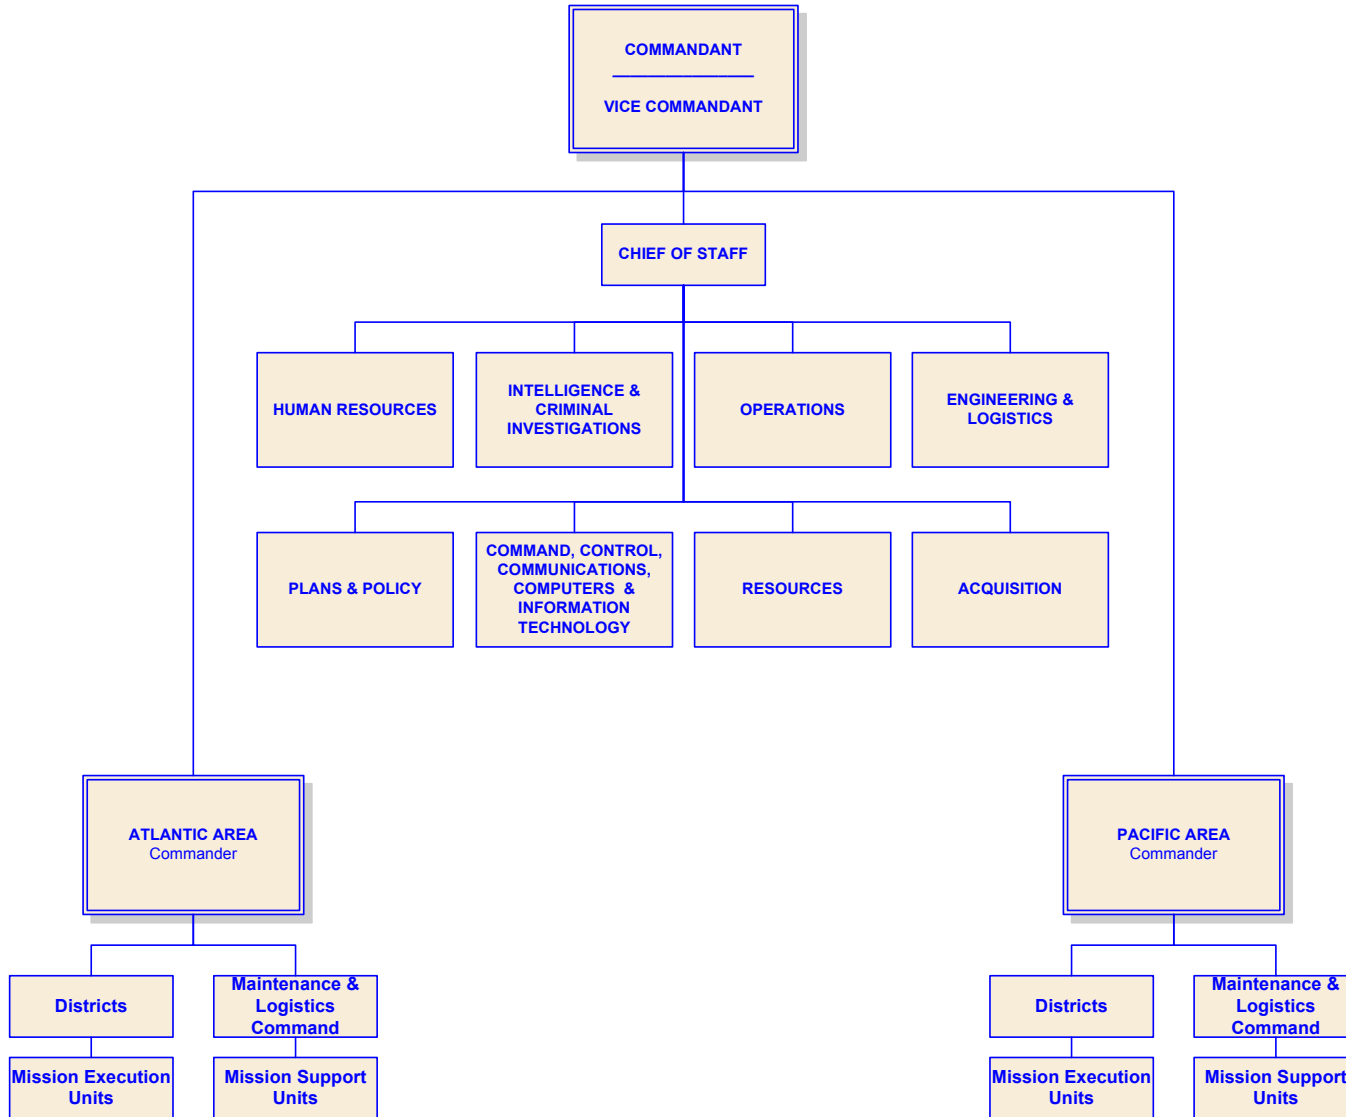 COMMANDANT
VICE COMMANDANT
CHIEF OF STAFF
HUMAN RESOURCES
INTELLIGENCE &
CRIMINAL
INVESTIGATIONS
OPERATIONS
ENGINEERING &
LOGISTICS
PLANS & POLICY
COMMAND, CONTROL,
COMMUNICATIONS,
COMPUTERS &
INFORMATION
TECHNOLOGY
RESOURCES
ACQUISITION
ATLANTIC AREA
Commander
PACIFIC AREA
Commander
Districts
Maintenance &
Logistics
Command
Districts
Maintenance &
Logistics
Command
Mission Execution
Units
Mission Support
Units
Mission Execution
Units
Mission Support
Units